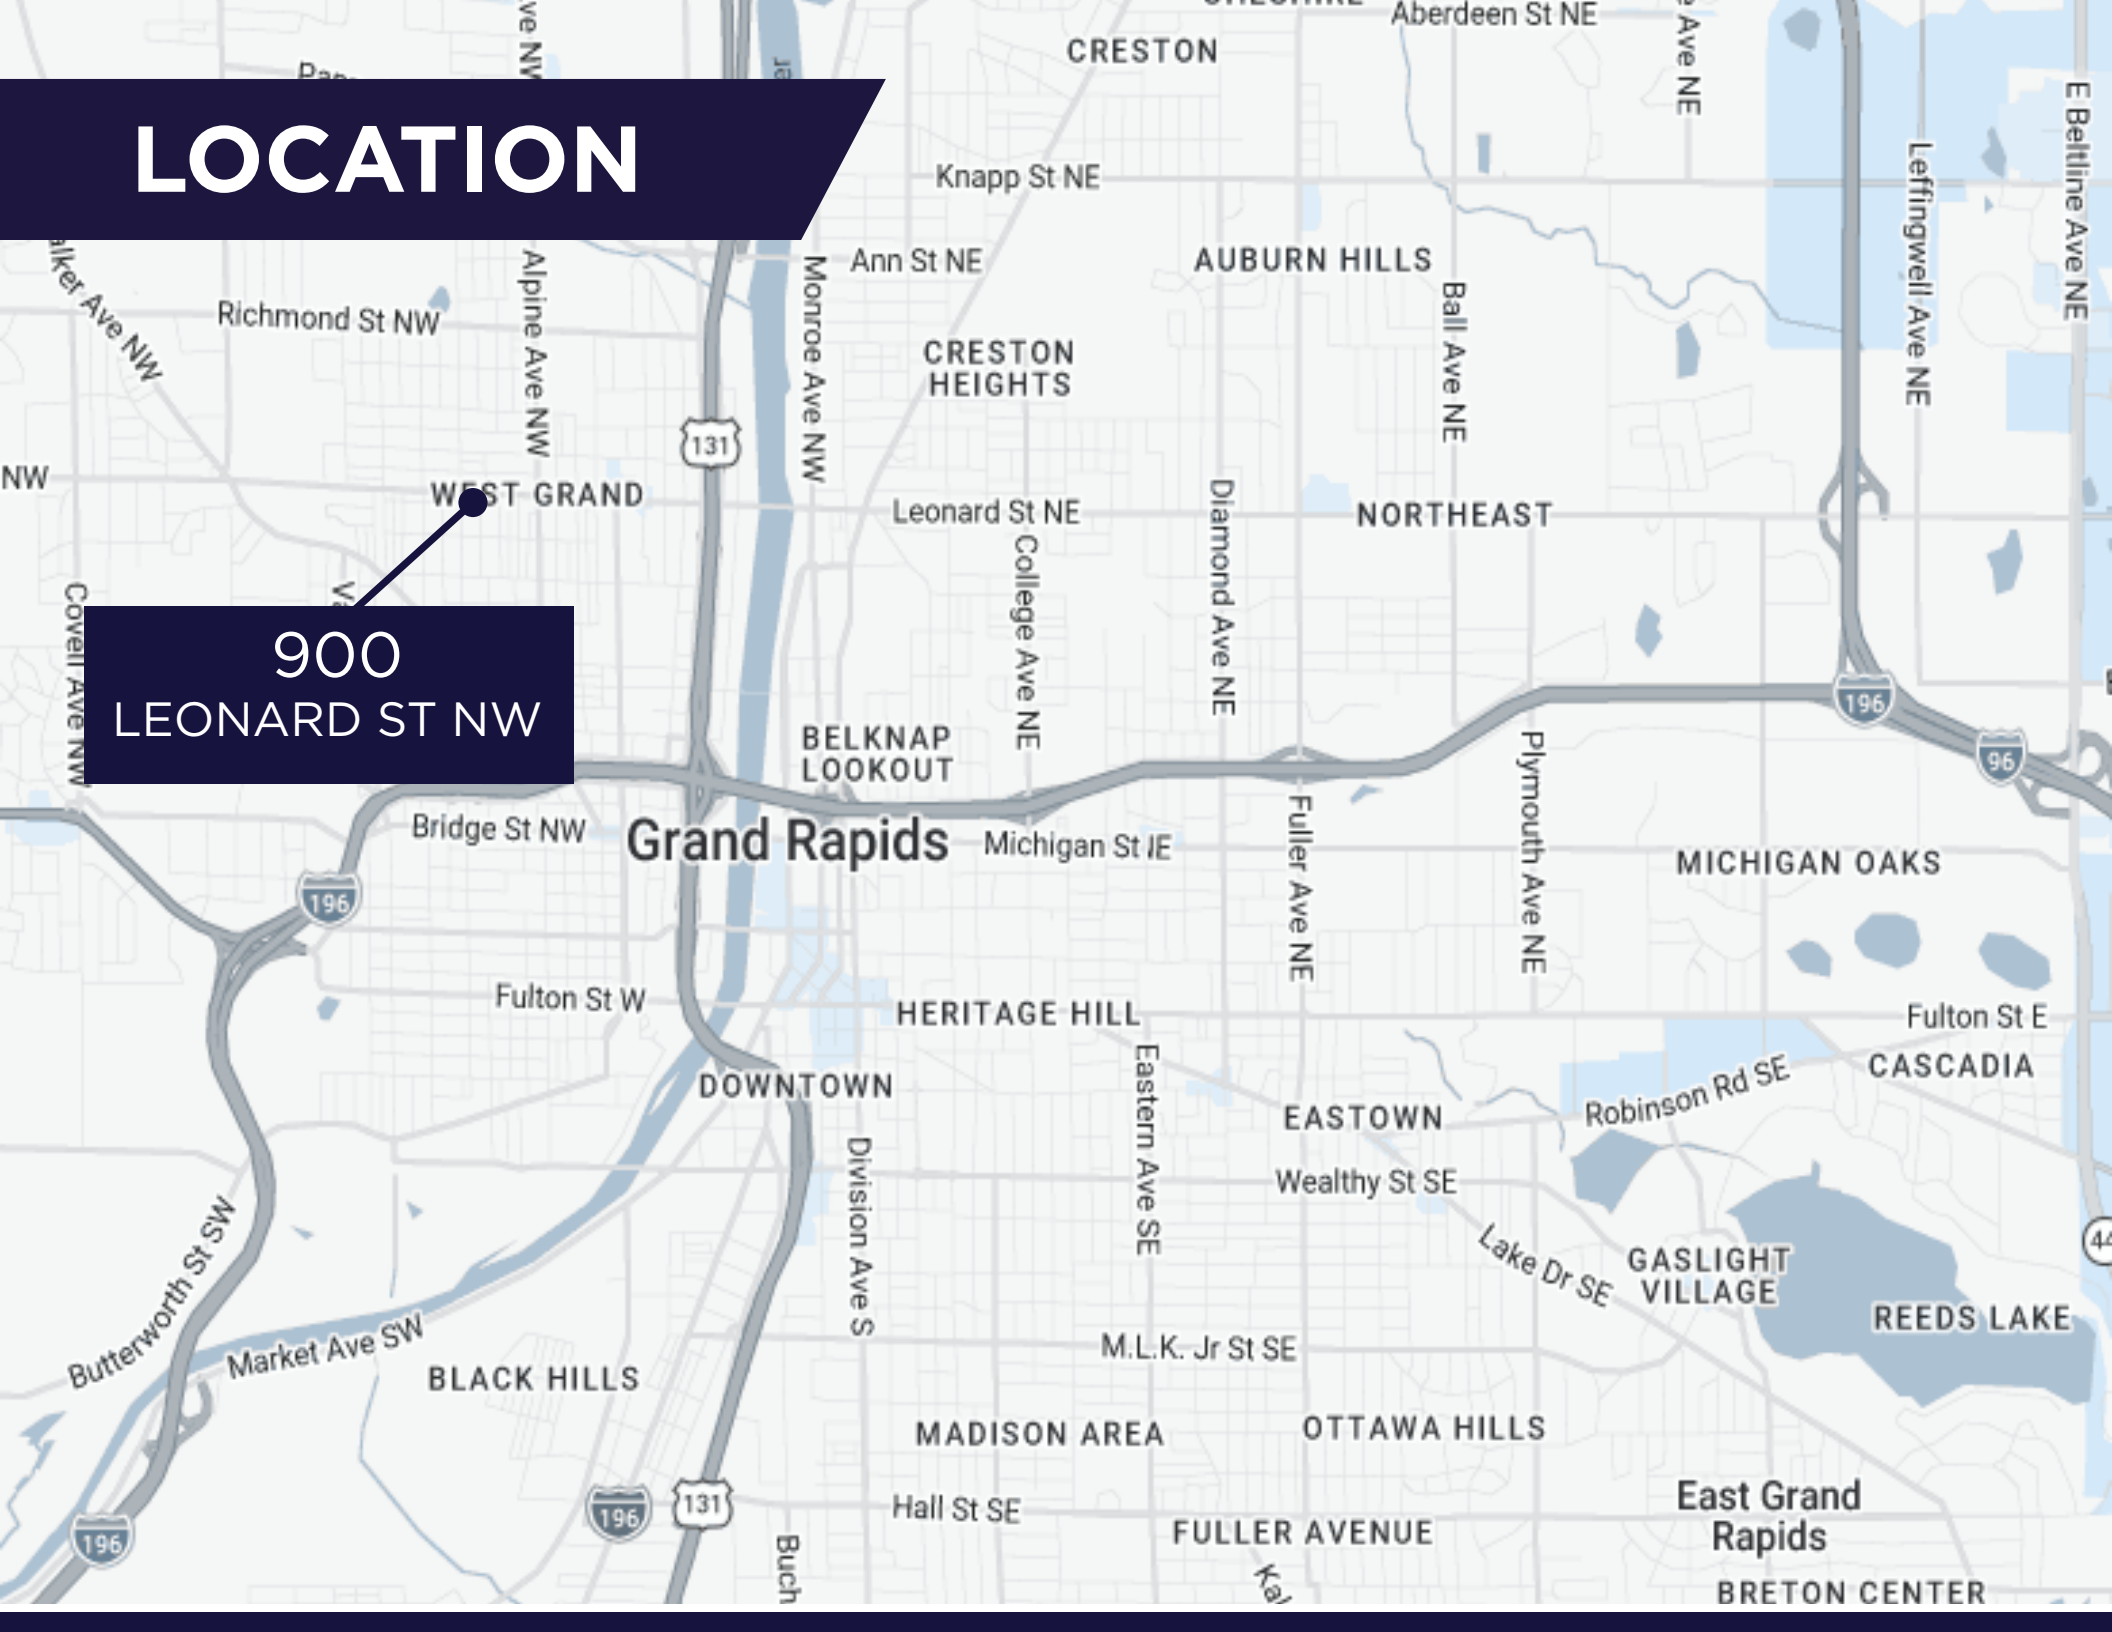 CRESTON
Aberdeen St NE
Ave NE
LOCATION
E Beltline Ave NE
Leffingwell Ave NE
Knapp St NE
Ann St NE
AUBURN HILLS
Alpine Ave NW
Monroe Ave NW
Ball Ave NE
Richmond St NW
CRESTON
HEIGHTS
131
NW
WEST GRAND
Leonard St NE
Diamond Ave NE
NORTHEAST
College Ave NE
Covell Ave NW
900
LEONARD ST NW
196
96
BELKNAP
LOOKOUT
Plymouth Ave NE
Bridge St NW
Grand Rapids
Michigan St
Fuller Ave NE
MICHIGAN OAKS
196
Fulton St W
HERITAGE HILL
Fulton St E
CASCADIA
DOWNTOWN
Eastern Ave SE
EASTOWN
Robinson Rd SE
Division Ave S
Wealthy St SE
Butterworth St SW
Lake Dr SE
GASLIGHT
VILLAGE
44
REEDS LAKE
Market Ave SW
M.L.K. Jr St SE
BLACK HILLS
MADISON AREA
OTTAWA HILLS
196
131
Hall St SE
East Grand
Rapids
196
FULLER AVENUE
BRETON CENTER